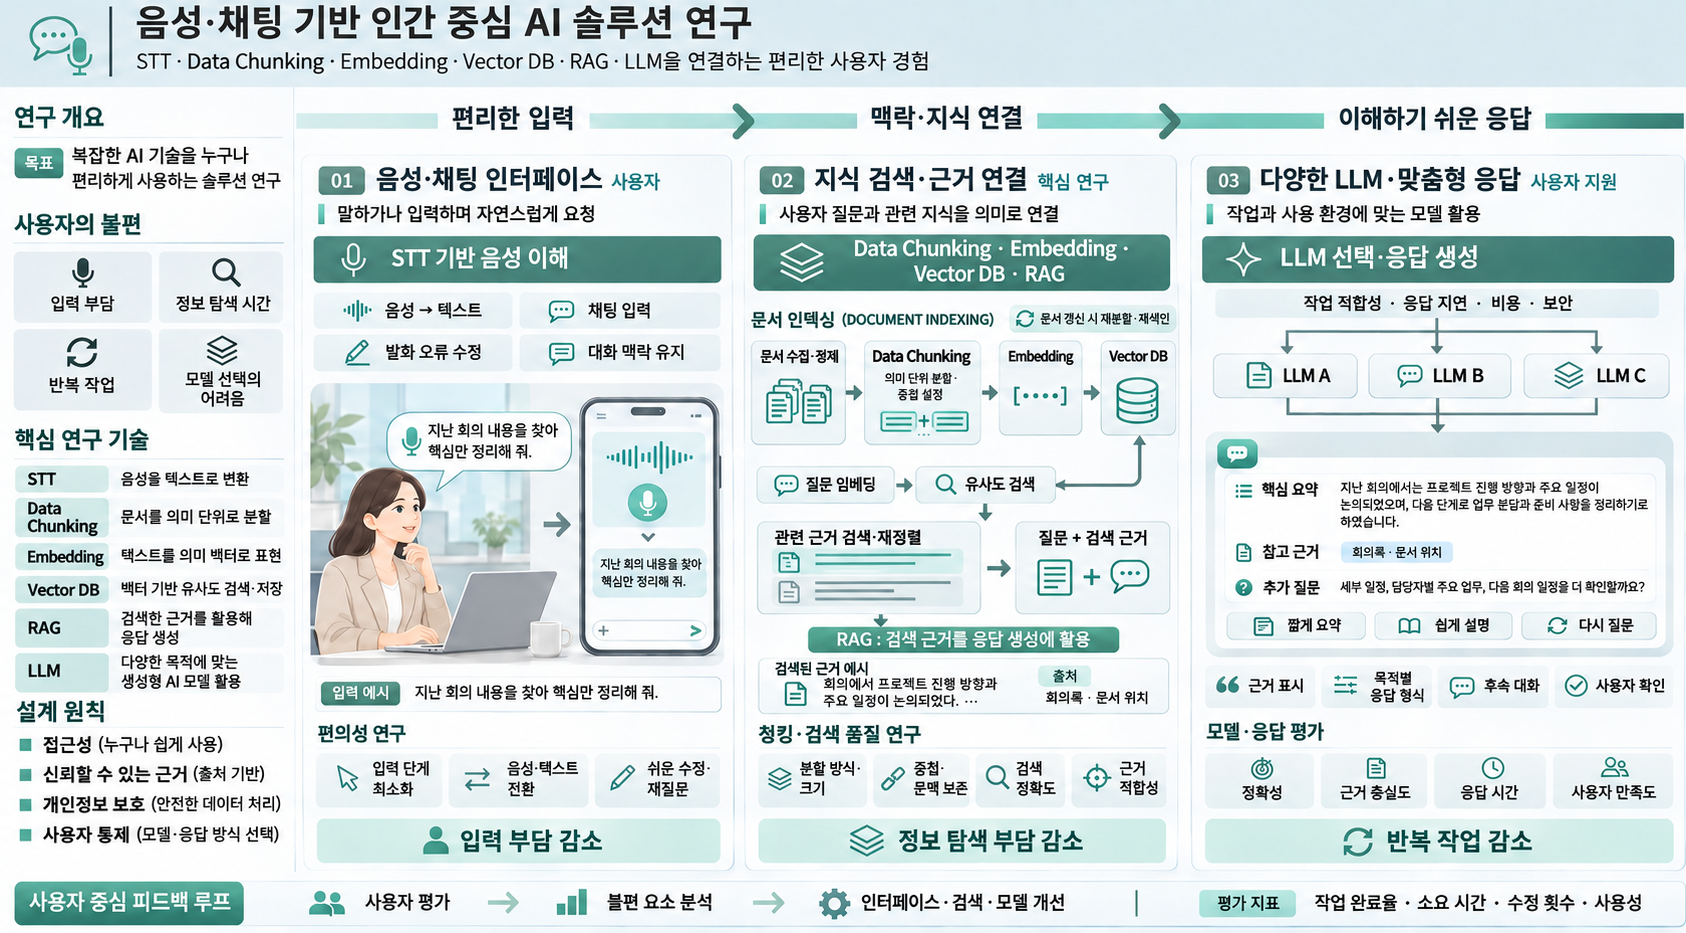 음성·채팅 기반 인간 중심 AI 솔루션 연구
STT · Data Chunking · Embedding · Vector DB · RAG · LLM을 연결하는 편리한 사용자 경험
연구 개요
목표
복잡한 AI 기술을 누구나
편리하게 사용하는 솔루션 연구
사용자의 불편
입력 부담
정보 탐색 시간
반복 작업
모델 선택의
어려움
핵심 연구 기술
STT
음성을 텍스트로 변환
Data
Chunking
문서를 의미 단위로 분할
Embedding
택스트를 의미 백터로 표현
Vector DB
백터 기반 유사도 검색·저장
RAG
검색한 근거를 활용해
응답 생성
LLM
다양한 목적에 맞는
생성형 AI 모델 활용
설계 원칙
접근성 (누구나 쉽게 사용)
신뢰할 수 있는 근거 (출처 기반)
개인정보 보호 (안전한 데이터 처리)
사용자 통제 (모델·응답 방식 선택)
편리한 입력
맥락·지식 연결
이해하기 쉬운 응답
01 음성·채팅 인터페이스 사용자
말하가나 입력하며 자연스럽게 요청
STT 기반 음성 이해
음성 → 텍스트
채팅 입력
발화 오류 수정
대화 맥락 유지
지난 회의 내용을 찾아
핵심만 정리해 줘.
지난 회의 내용을 찾아
핵심만 정리해 줘.
입력 예시
지난 회의 내용을 찾아 핵심만 정리해 줘.
편의성 연구
입력 단계
최소화
음성·텍스트
전환
쉬운 수정·
재질문
입력 부담 감소
02 지식 검색·근거 연결 핵심 연구
사용자 질문과 관련 지식을 의미로 연결
Data Chunking · Embedding ·
Vector DB · RAG
문서 인덱싱 (DOCUMENT INDEXING)
문서 갱신 시 재분할·재색인
문서 수집·정제
Data Chunking
의미 단위 분할·
중첩 설정
Embedding
[••••]
Vector DB
질문 임베딩
유사도 검색
관련 근거 검색·재정렬
질문 + 검색 근거
RAG : 검색 근거를 응답 생성에 활용
검색된 근거 예시
회의에서 프로젝트 진행 방향과
주요 일정이 논의되었다. ···
출처
회의록 · 문서 위치
청킹·검색 품질 연구
분할 방식·
크기
중첩·
문맥 보존
검색
정확도
근거
적합성
정보 탐색 부담 감소
03 다양한 LLM·맞춤형 응답 사용자 지원
작업과 사용 환경에 맞는 모델 활용
LLM 선택·응답 생성
작업 적합성 · 응답 지연 · 비용 · 보안
LLM A
LLM B
LLM C
핵심 요약
지난 회의에서는 프로젝트 진행 방향과 주요 일정이
논의되었으며, 다음 단계로 업무 분담과 준비 사항을 정리하기로
하였습니다.
참고 근거
회의록 · 문서 위치
추가 질문
세부 일정, 담당자별 주요 업무, 다음 회의 일정을 더 확인할까요?
짧게 요약
쉽게 설명
다시 질문
근거 표시
목적별
응답 형식
후속 대화
사용자 확인
모델·응답 평가
정확성
근거 충실도
응답 시간
사용자 만족도
반복 작업 감소
사용자 중심 피드백 루프
사용자 평가
불편 요소 분석
인터페이스·검색·모델 개선
평가 지표
작업 완료율 · 소요 시간 · 수정 횟수 · 사용성